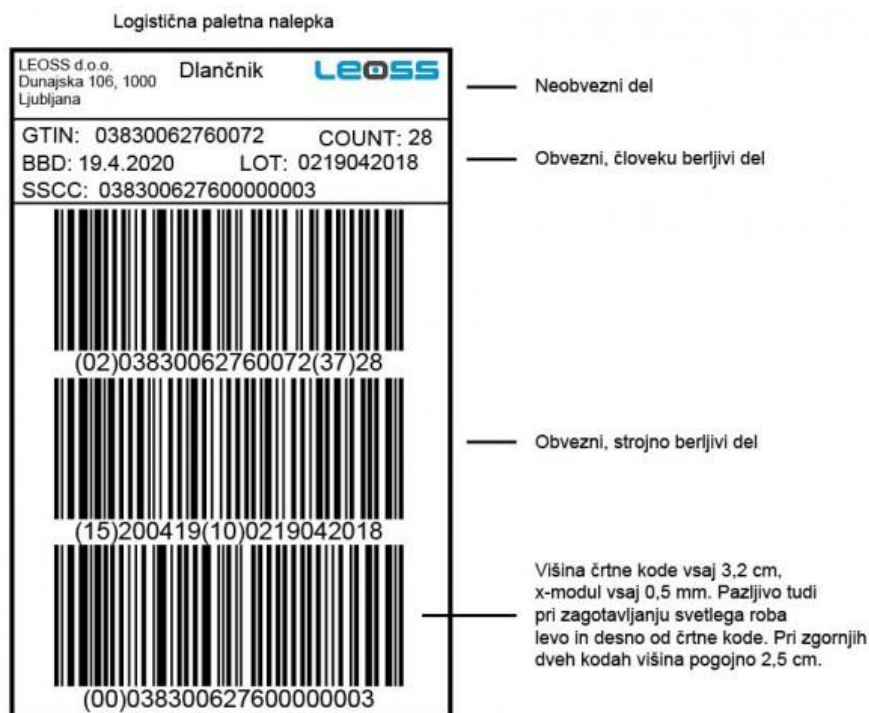 Logistična paletna nalepka
LEOSS d.o.o.
Dunajska 106, 1000
Ljubljana
Dlančnik
LEOSS
Neobvezni del
GTIN: 03830062760072 COUNT: 28
BBD: 19.4.2020 LOT: 0219042018
SSCC: 038300627600000003
Obvezni, človeku berljivi del
(02)03830062760072(37)28
(15)200419(10)0219042018
Obvezni, strojno berljivi del
(00)038300627600000003
Višina črtne kode vsaj 3,2 cm,
x-modul vsaj 0,5 mm. Pazljivo tudi
pri zagotavljanju svetlega roba
levo in desno od črtne kode. Pri zgornjih
dveh kodah višina pogojno 2,5 cm.